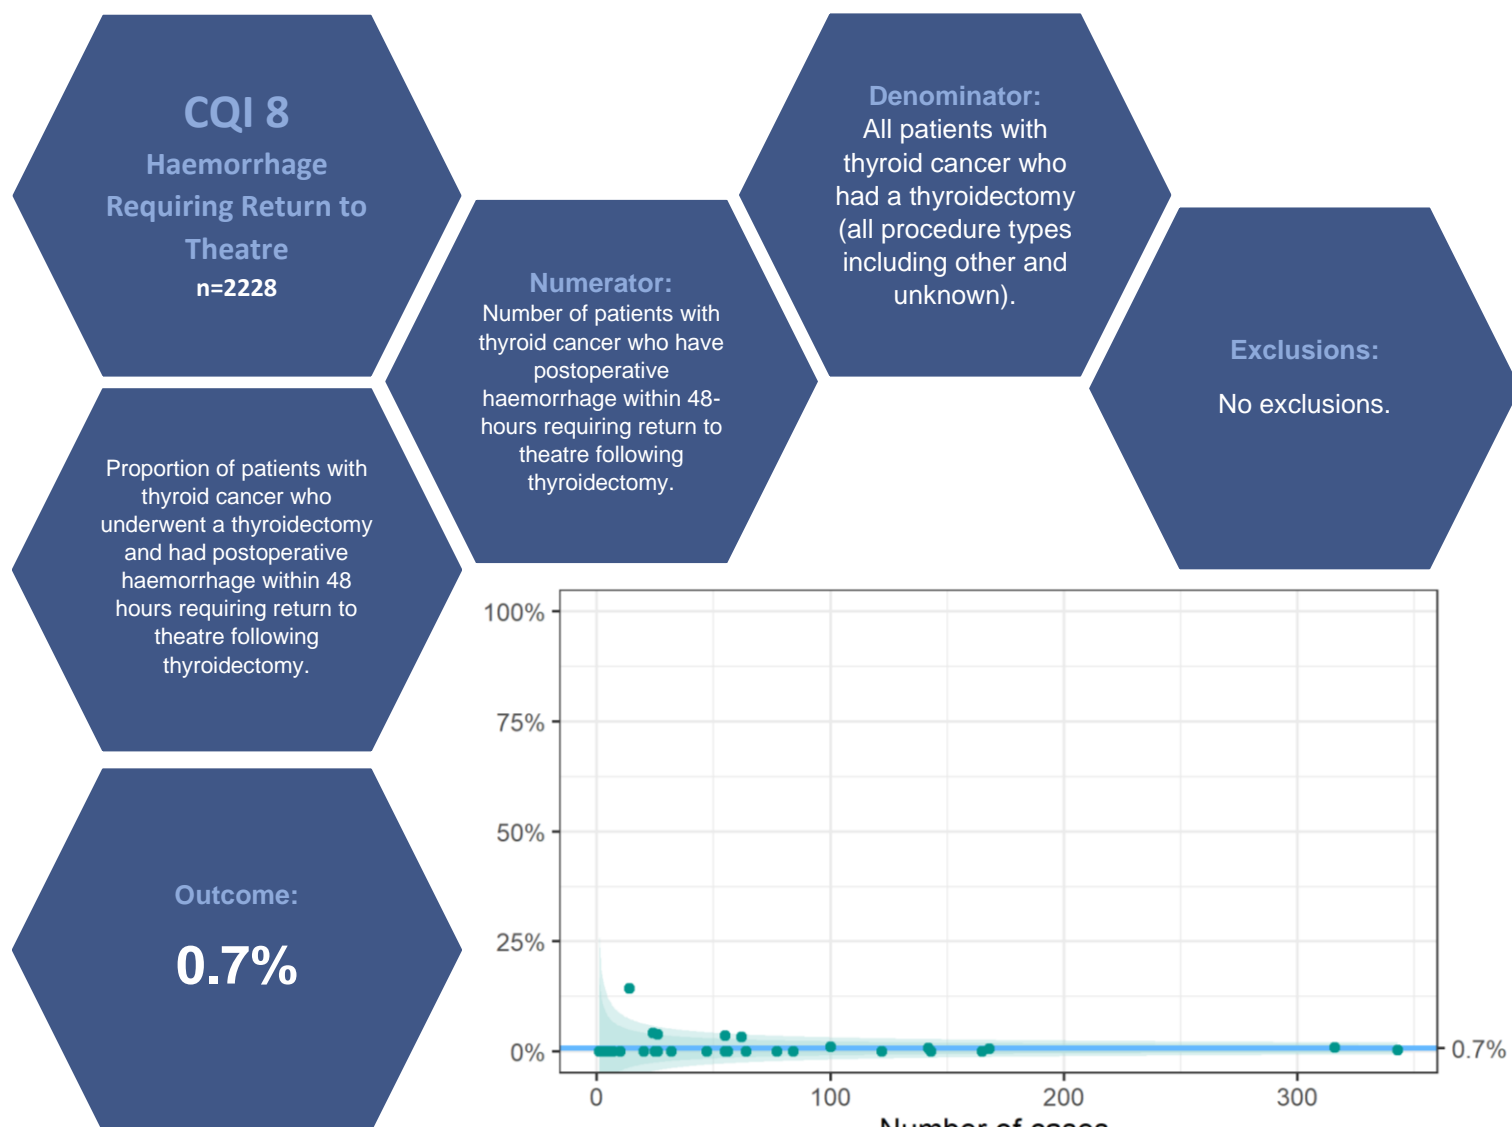 CQI 8
Haemorrhage
Requiring Return to
Theatre
n=2228
Numerator:
Number of patients with
thyroid cancer who have
postoperative
haemorrhage within 48-
hours requiring return to
theatre following
thyroidectomy.
Denominator:
All patients with
thyroid cancer who
had a thyroidectomy
(all procedure types
including other and
unknown).
Exclusions:
No exclusions.
Proportion of patients with
thyroid cancer who
underwent a thyroidectomy
and had postoperative
haemorrhage within 48
hours requiring return to
theatre following
thyroidectomy.
Outcome:
0.7%
100%
75%
50%
25%
0%
0.7%
0
100
200
300
Number of cases